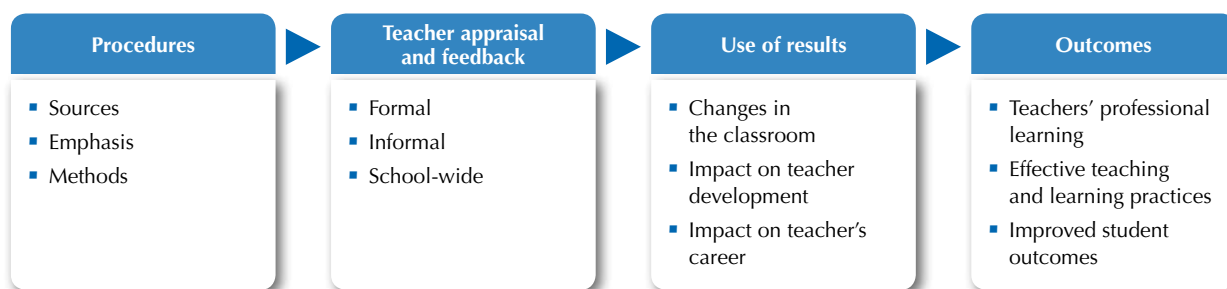 Procedures
Sources
Emphasis
Methods
Teacher appraisal
and feedback
Formal
Informal
School-wide
Use of results
Changes in
the classroom
Impact on teacher
development
Impact on teacher’s
career
Outcomes
Teachers’ professional
learning
Effective teaching
and learning practices
Improved student
outcomes